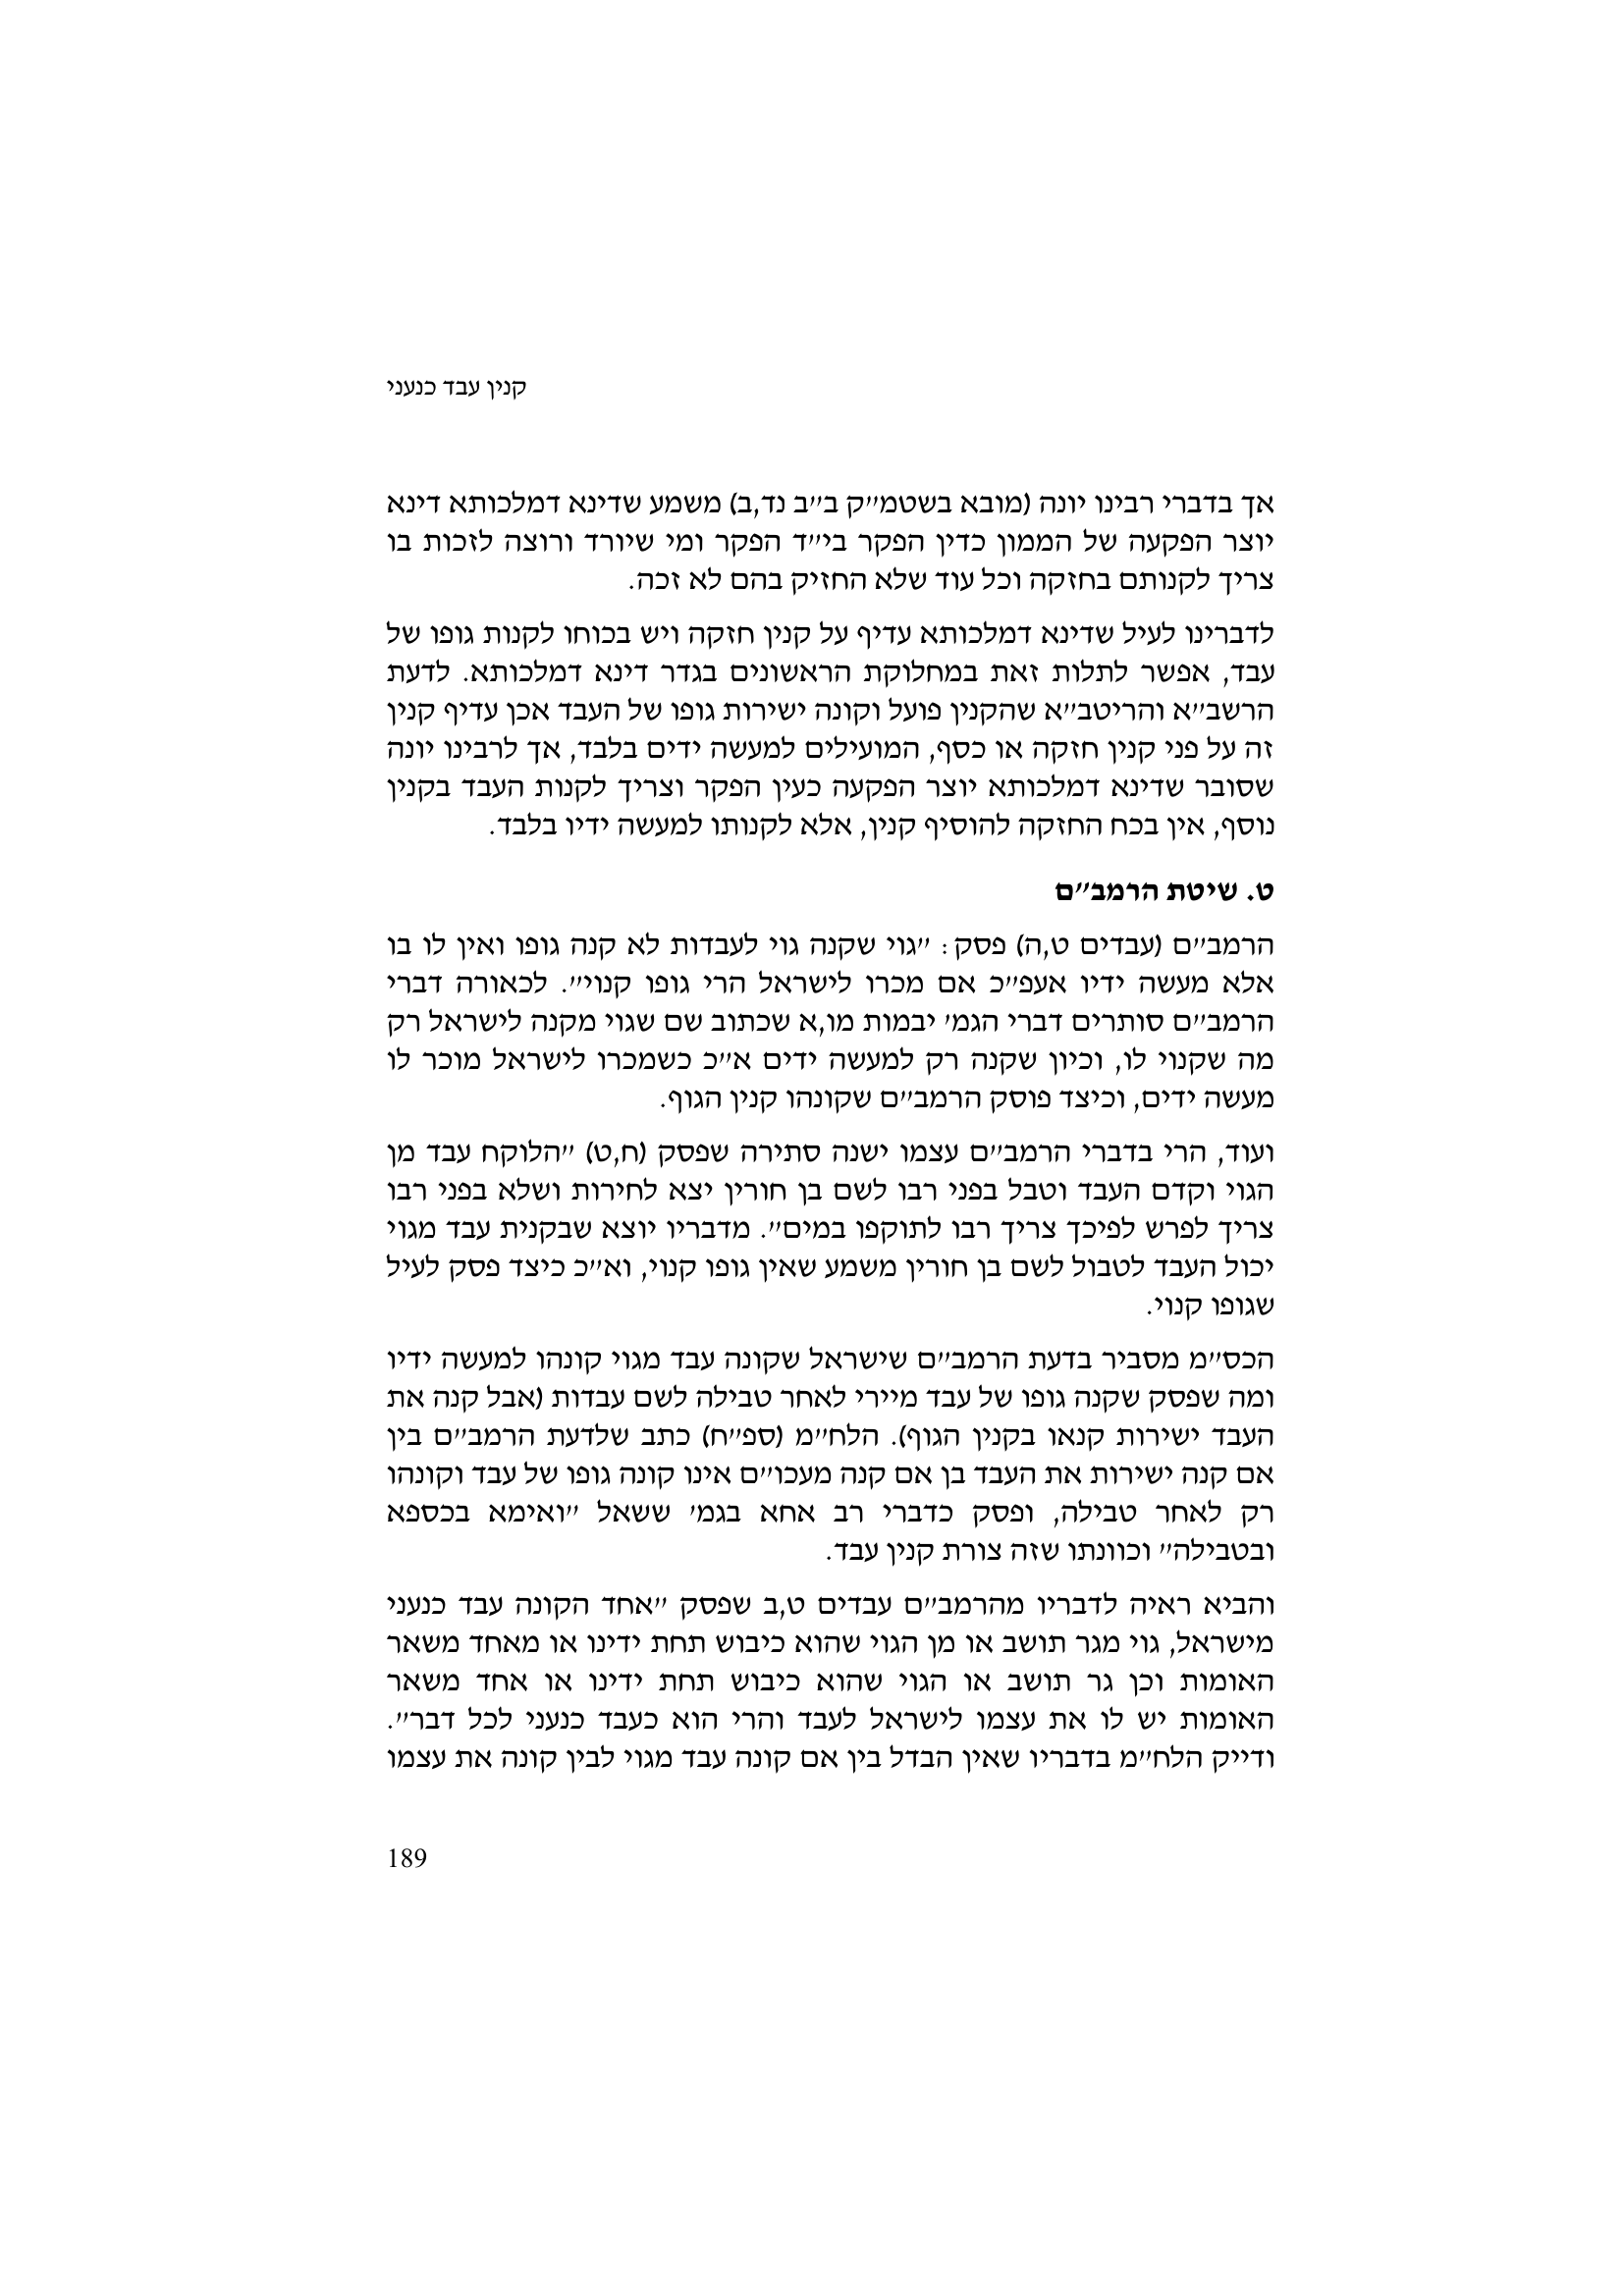 קנין עבד כנעני
אך בדברי רבינו יונה (מובא בשטמ״ק ב״ב נד,ב) משמע שדינא דמלכותא דינא
יוצר הפקעה של הממון כדין הפקר בי״ד הפקר ומי שיורד ורוצה לזכות בו
צריך לקנותם בחזקה וכל עוד שלא החזיק בהם לא זכה.
לדברינו לעיל שדינא דמלכותא עדיף על קנין חזקה ויש בכוחו לקנות גופו של
עבד, אפשר לתלות זאת במחלוקת הראשונים בגדר דינא דמלכותא. לדעת
הרשב״א והריטב״א שהקנין פועל וקונה ישירות גופו של העבד אכן עדיף קנין
זה על פני קנין חזקה או כסף, המועילים למעשה ידים בלבד, אך לרבינו יונה
שסובר שדינא דמלכותא יוצר הפקעה כעין הפקר וצריך לקנות העבד בקנין
נוסף, אין בכח החזקה להוסיף קנין, אלא לקנותו למעשה ידיו בלבד.
ט. שיטת הרמב״ם
הרמב״ם (עבדים ט,ה) פסק: ״גוי שקנה גוי לעבדות לא קנה גופו ואין לו בו
אלא מעשה ידיו אעפ״כ אם מכרו לישראל הרי גופו קנוי״. לכאורה דברי
הרמב״ם סותרים דברי הגמ׳ יבמות מו,א שכתוב שם שגוי מקנה לישראל רק
מה שקנוי לו, וכיון שקנה רק למעשה ידים א״כ כשמכרו לישראל מוכר לו
מעשה ידים, וכיצד פוסק הרמב״ם שקונהו קנין הגוף.
ועוד, הרי בדברי הרמב״ם עצמו ישנה סתירה שפסק (ח,ט) ״הלוקח עבד מן
הגוי וקדם העבד וטבל בפני רבו לשם בן חורין יצא לחירות ושלא בפני רבו
צריך לפרש לפיכך צריך רבו לתוקפו במים״. מדבריו יוצא שבקנית עבד מגוי
יכול העבד לטבול לשם בן חורין משמע שאין גופו קנוי, וא״כ כיצד פסק לעיל
שגופו קנוי.
הכס״מ מסביר בדעת הרמב״ם שישראל שקונה עבד מגוי קונהו למעשה ידיו
ומה שפסק שקנה גופו של עבד מיירי לאחר טבילה לשם עבדות (אבל קנה את
העבד ישירות קנאו בקנין הגוף). הלח״מ (ספ״ח) כתב שלדעת הרמב״ם בין
אם קנה ישירות את העבד בן אם קנה מעכו״ם אינו קונה גופו של עבד וקונהו
רק לאחר טבילה, ופסק כדברי רב אחא בגמ׳ ששאל ״ואימא בכספא
ובטבילה״ וכוונתו שזה צורת קנין עבד.
והביא ראיה לדבריו מהרמב״ם עבדים ט,ב שפסק ״אחד הקונה עבד כנעני
מישראל, גוי מגר תושב או מן הגוי שהוא כיבוש תחת ידינו או מאחד משאר
האומות וכן גר תושב או הגוי שהוא כיבוש תחת ידינו או אחד משאר
האומות יש לו את עצמו לישראל לעבד והרי הוא כעבד כנעני לכל דבר״.
ודייק הלח״מ בדבריו שאין הבדל בין אם קונה עבד מגוי לבין קונה את עצמו
189